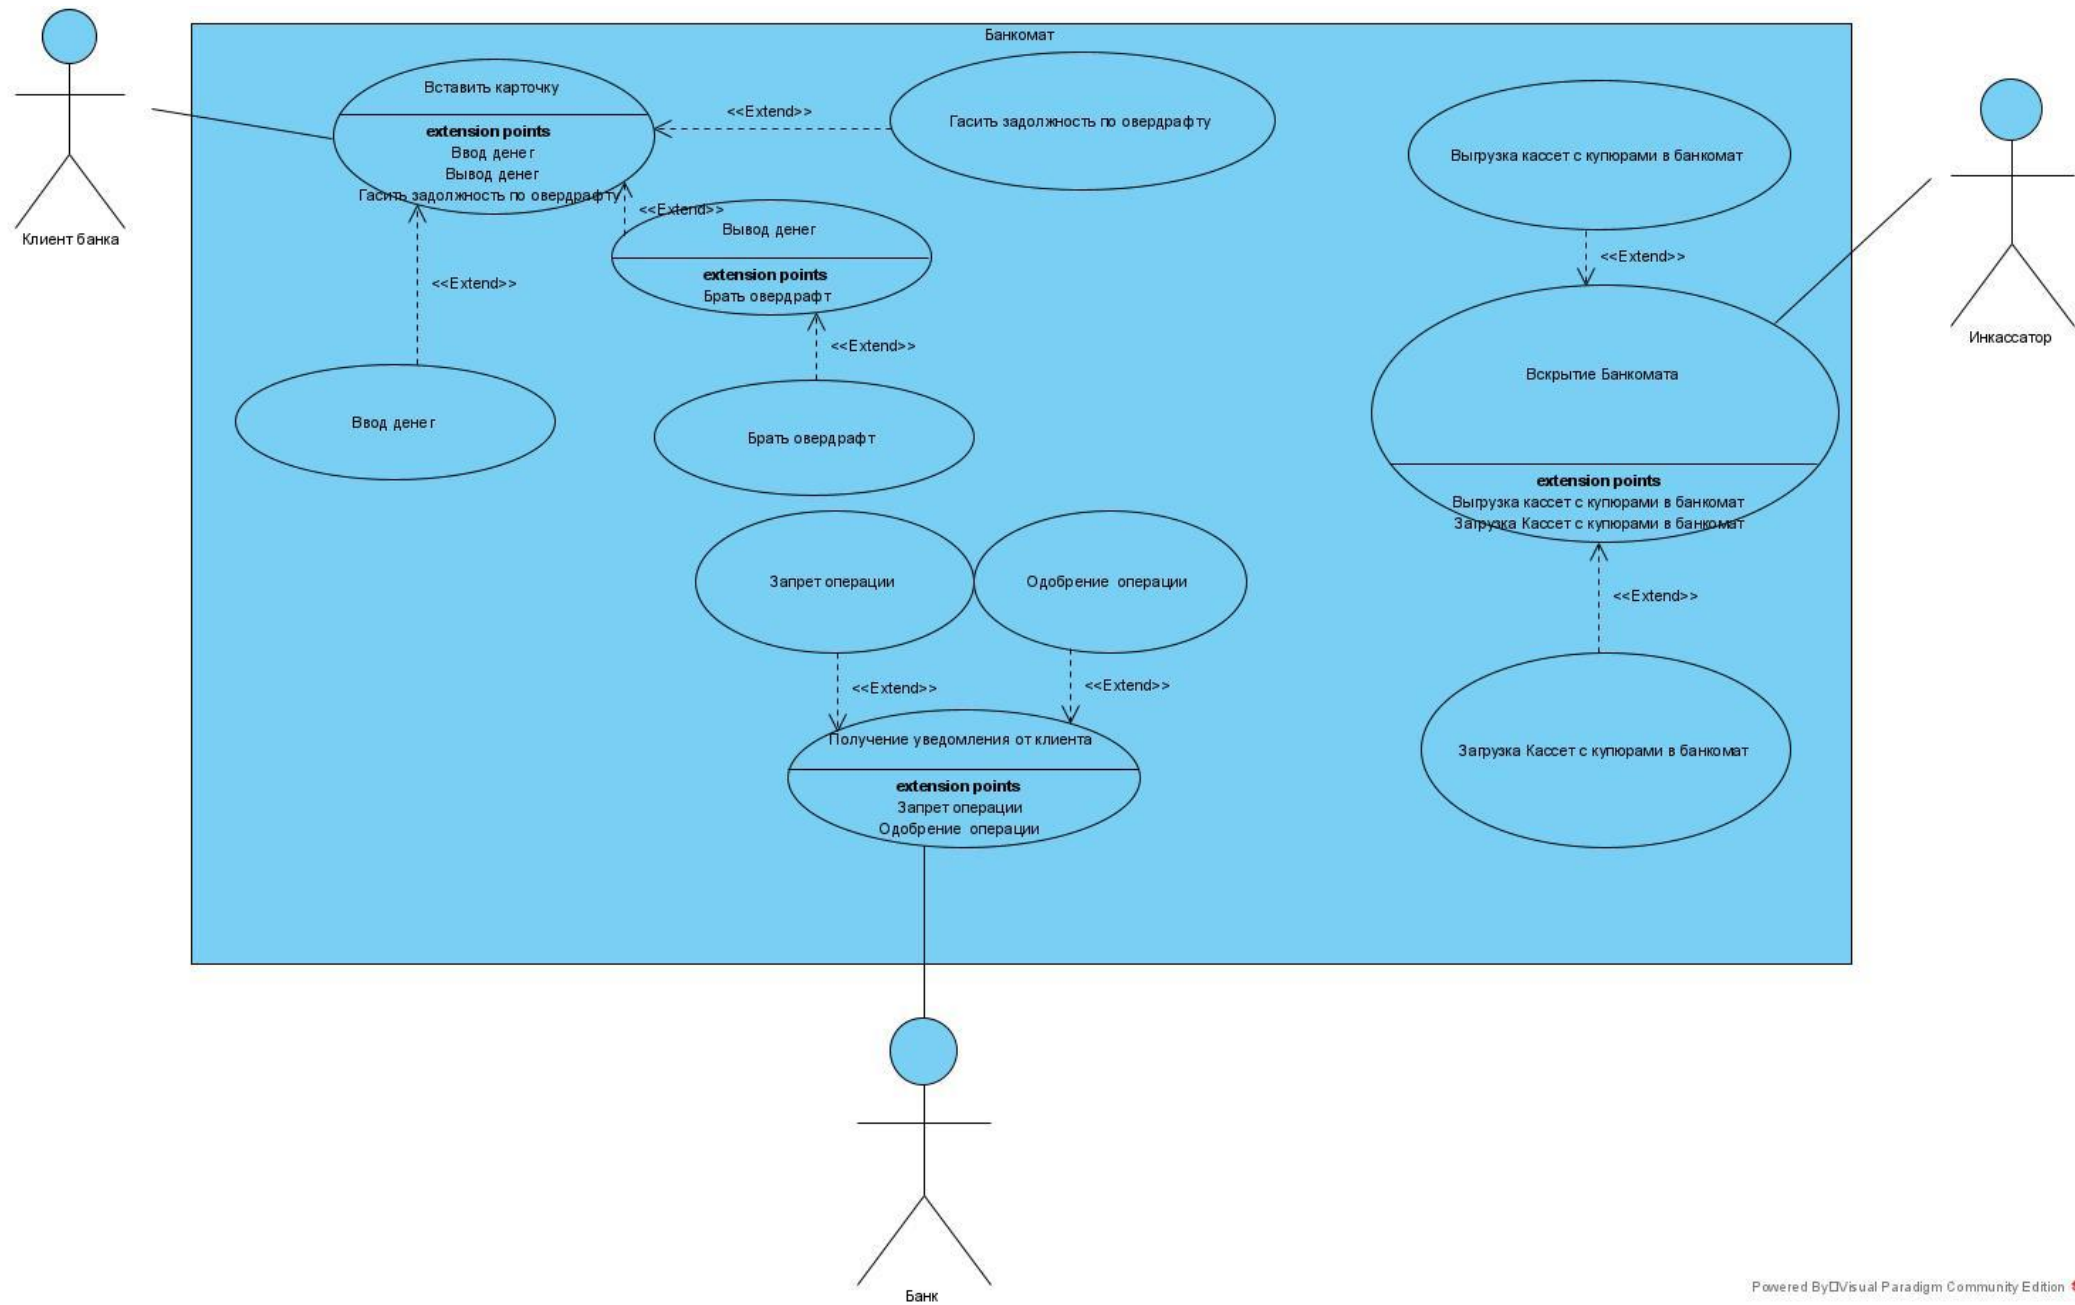 Банкомат
Вставить карточку
extension points
Ввод денег
Вывод денег
Гасить задолжность по овердрафту
<<Extend>>
Гасить задолжность по овердрафту
Выгрузка кассет с купюрами в банкомат
Клиент банка
<<Extend>>
Вывод денег
extension points
Брать овердрафт
<<Extend>>
<<Extend>>
Инкассатор
<<Extend>>
Вскрытие Банкомата
extension points
Выгрузка кассет с купюрами в банкомат
Загрузка Кассет с купюрами в банкомат
Ввод денег
Брать овердрафт
Запрет операции
Одобрение операции
<<Extend>>
<<Extend>>
<<Extend>>
Получение уведомления от клиента
extension points
Запрет операции
Одобрение операции
Загрузка Кассет с купюрами в банкомат
Банк
Powered By Visual Paradigm Community Edition